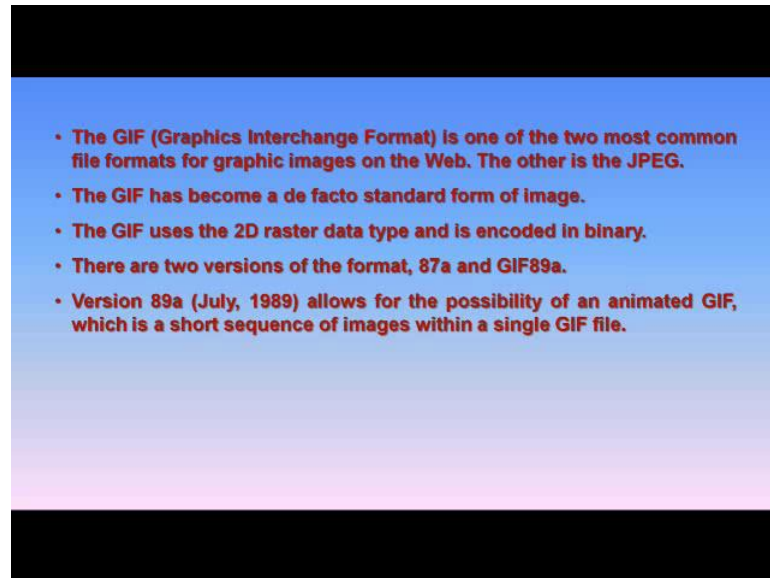 • The GIF (Graphics Interchange Format) is one of the two most common
file formats for graphic images on the Web. The other is the JPEG.
• The GIF has become a de facto standard form of image.
• The GIF uses the 2D raster data type and is encoded in binary.
• There are two versions of the format, 87a and GIF89a.
• Version 89a (July, 1989) allows for the possibility of an animated GIF,
which is a short sequence of images within a single GIF file.